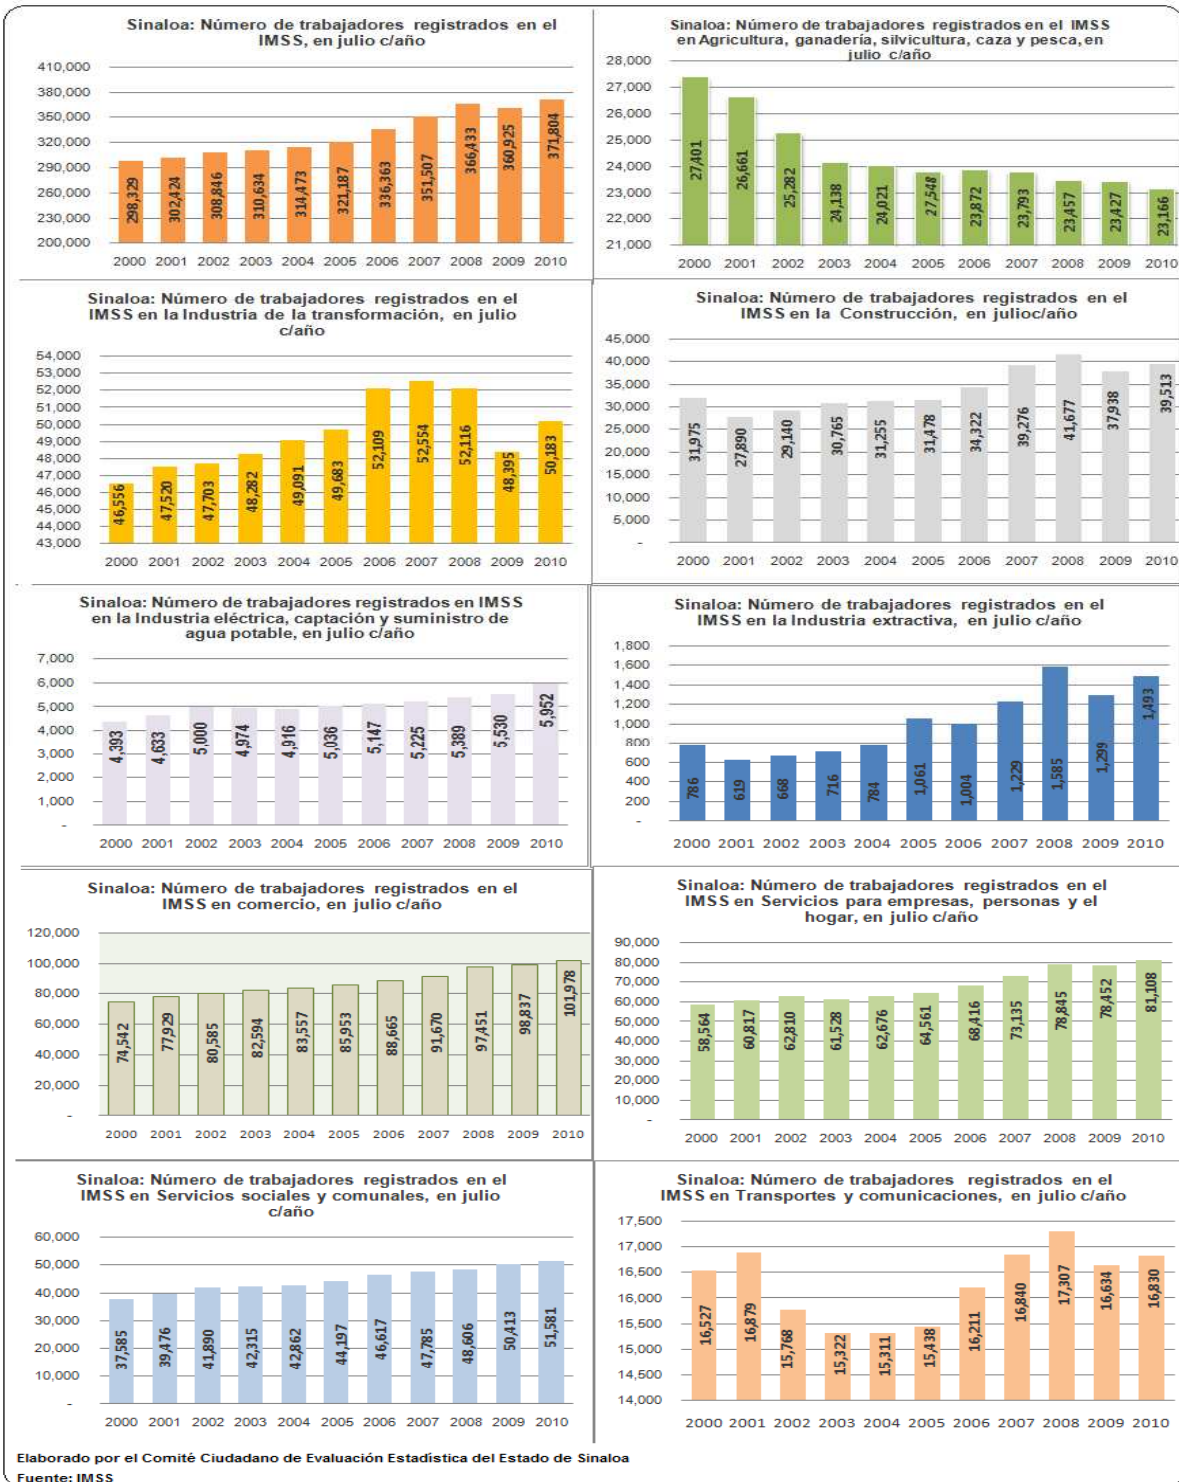 Sinaloa: Número de trabajadores registrados en el
IMSS, en julio c/año
410,000
380,000
350,000
320,000
290,000
260,000
230,000
200,000
298,329 302,424 308,846 310,634 314,473 321,187 336,363 351,507 366,433 360,925 371,804
2000 2001 2002 2003 2004 2005 2006 2007 2008 2009 2010
Sinaloa: Número de trabajadores registrados en el IMSS
en Agricultura, ganadería, silvicultura, caza y pesca, en
julio c/año
28,000
27,000
26,000
25,000
24,000
23,000
22,000
21,000
27,401 26,661 25,282 24,138 24,021 27,548 23,872 23,793 23,457 23,427 23,166
2000 2001 2002 2003 2004 2005 2006 2007 2008 2009 2010
Sinaloa: Número de trabajadores registrados en el
IMSS en la Industria de la transformación, en julio
c/año
54,000
53,000
52,000
51,000
50,000
49,000
48,000
47,000
46,000
45,000
44,000
43,000
46,556 47,520 47,703 48,282 49,091 49,683 52,109 52,554 52,116 48,395 50,183
2000 2001 2002 2003 2004 2005 2006 2007 2008 2009 2010
Sinaloa: Número de trabajadores registrados en el
IMSS en la Construcción, en julioc/año
45,000
40,000
35,000
30,000
25,000
20,000
15,000
10,000
5,000
-
31,975 27,890 29,140 30,765 31,255 31,478 34,322 39,276 41,677 37,938 39,513
2000 2001 2002 2003 2004 2005 2006 2007 2008 2009 2010
Sinaloa: Número de trabajadores registrados en IMSS
en la Industria eléctrica, captación y suministro de
agua potable, en julio c/año
7,000
6,000
5,000
4,000
3,000
2,000
1,000
-
4,393 4,633 5,000 4,974 4,916 5,036 5,147 5,225 5,389 5,530 5,952
2000 2001 2002 2003 2004 2005 2006 2007 2008 2009 2010
Sinaloa: Número de trabajadores registrados en el
IMSS en la Industria extractiva, en julio c/año
1,800
1,600
1,400
1,200
1,000
800
600
400
200
-
786 619 668 716 784 1,061 1,004 1,229 1,585 1,299 1,493
2000 2001 2002 2003 2004 2005 2006 2007 2008 2009 2010
Sinaloa: Número de trabajadores registrados en el
IMSS en comercio, en julio c/año
120,000
100,000
80,000
60,000
40,000
20,000
-
74,542 77,929 80,585 82,594 83,557 85,953 88,665 91,670 97,451 98,837 101,978
2000 2001 2002 2003 2004 2005 2006 2007 2008 2009 2010
Sinaloa: Número de trabajadores registrados en el
IMSS en Servicios para empresas, personas y el
hogar, en julio c/año
90,000
80,000
70,000
60,000
50,000
40,000
30,000
20,000
10,000
-
58,564 60,817 62,810 61,528 62,676 64,561 68,416 73,135 78,845 78,452 81,108
2000 2001 2002 2003 2004 2005 2006 2007 2008 2009 2010
Sinaloa: Número de trabajadores registrados en el
IMSS en Servicios sociales y comunales, en julio
c/año
60,000
50,000
40,000
30,000
20,000
10,000
-
37,585 39,476 41,890 42,315 42,862 44,197 46,617 47,785 48,606 50,413 51,581
2000 2001 2002 2003 2004 2005 2006 2007 2008 2009 2010
Sinaloa: Número de trabajadores registrados en el
IMSS en Transportes y comunicaciones, en julio c/año
17,500
17,000
16,500
16,000
15,500
15,000
14,500
14,000
16,527 16,879 15,768 15,322 15,311 15,438 16,211 16,840 17,307 16,634 16,830
2000 2001 2002 2003 2004 2005 2006 2007 2008 2009 2010
Elaborado por el Comité Ciudadano de Evaluación Estadística del Estado de Sinaloa
Fuente: IMSS